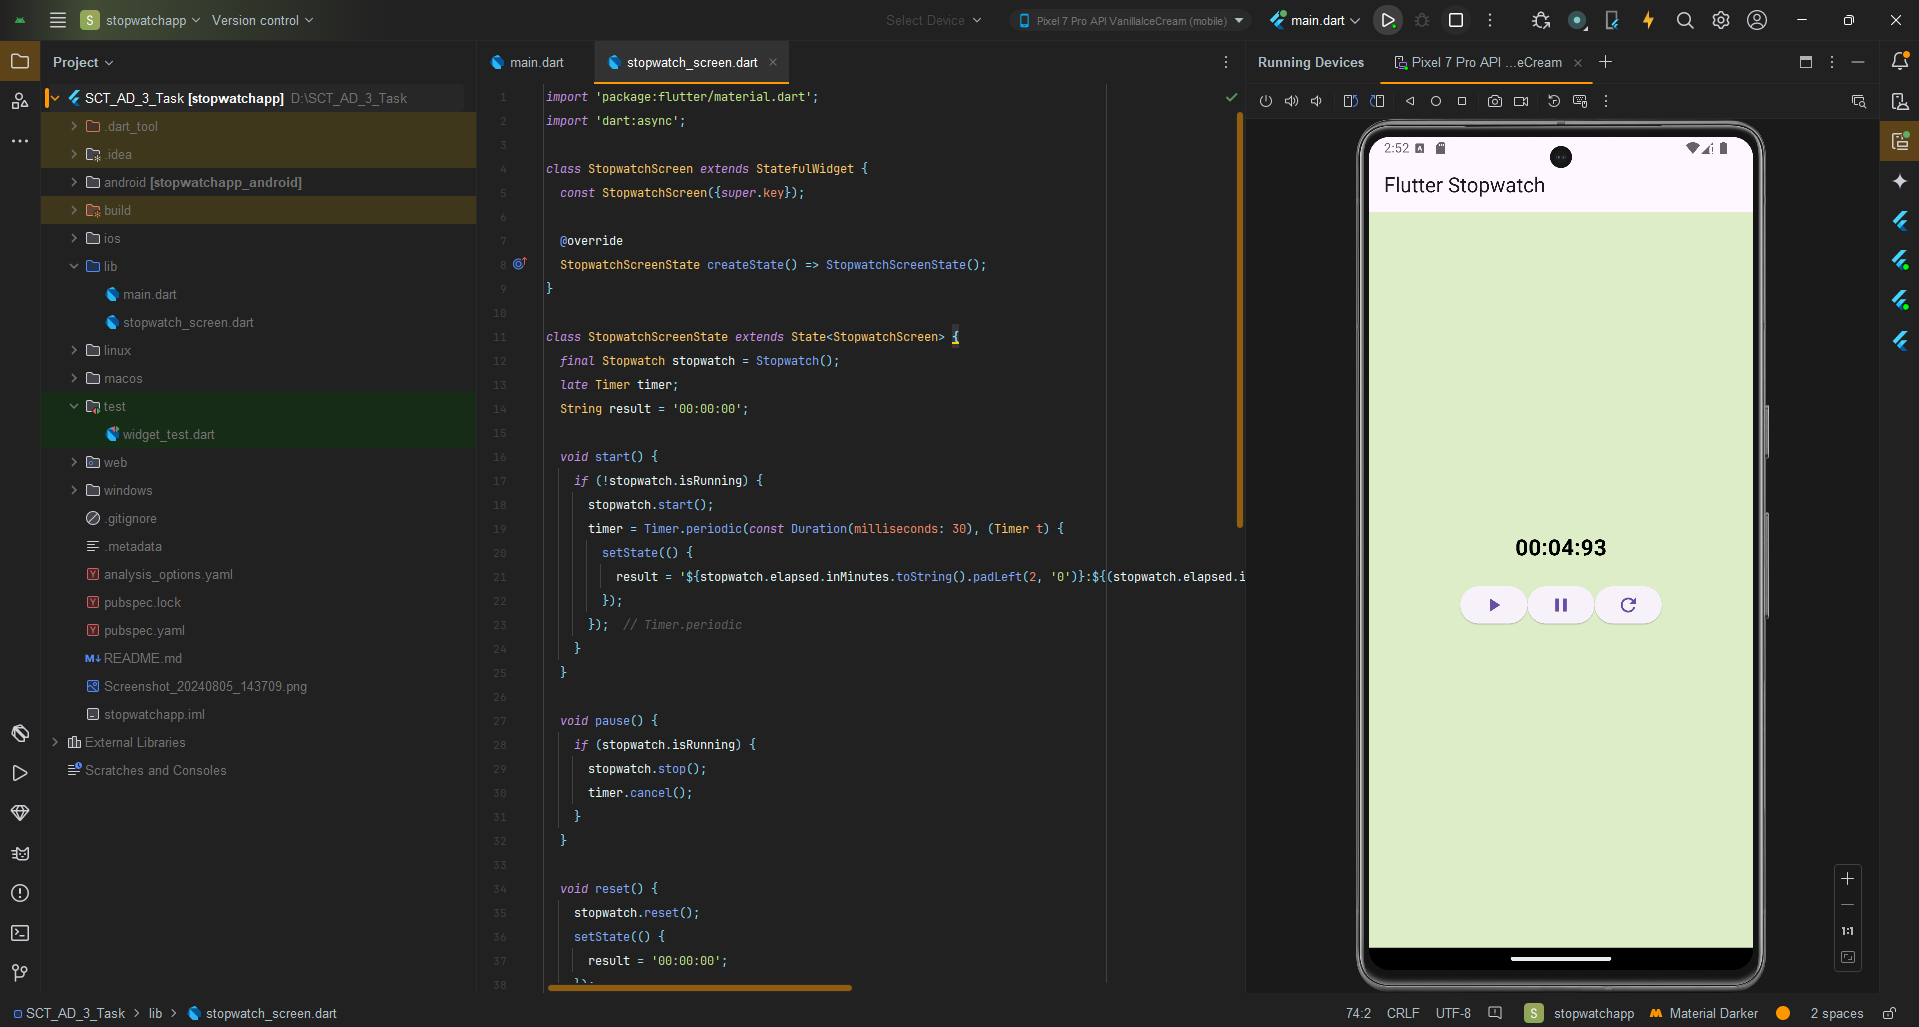 S stopwatchapp Version control Select Device Pixel 7 Pro API VanillaIceCream (mobile) main.dart
Project
SCT_AD_3_Task [stopwatchapp] D:\SCT_AD_3_Task
.dart_tool
.idea
android [stopwatchapp_android]
build
ios
lib
main.dart
stopwatch_screen.dart
linux
macos
test
widget_test.dart
web
windows
.gitignore
.metadata
analysis_options.yaml
pubspec.lock
pubspec.yaml
M↓ README.md
Screenshot_20240805_143709.png
stopwatchapp.iml
External Libraries
Scratches and Consoles
main.dart stopwatch_screen.dart
1 import 'package:flutter/material.dart';
2 import 'dart:async';
3
4 class StopwatchScreen extends StatefulWidget {
5 const StopwatchScreen({super.key});
6
7 @override
8 StopwatchScreenState createState() => StopwatchScreenState();
9 }
10
11 class StopwatchScreenState extends State<StopwatchScreen> {
12 final Stopwatch stopwatch = Stopwatch();
13 late Timer timer;
14 String result = '00:00:00';
15
16 void start() {
17 if (!stopwatch.isRunning) {
18 stopwatch.start();
19 timer = Timer.periodic(const Duration(milliseconds: 30), (Timer t) {
20 setState(() {
21 result = '${stopwatch.elapsed.inMinutes.toString().padLeft(2, '0')}:${(stopwatch.elapsed.i
22 });
23 }); // Timer.periodic
24 }
25 }
26
27 void pause() {
28 if (stopwatch.isRunning) {
29 stopwatch.stop();
30 timer.cancel();
31 }
32 }
33
34 void reset() {
35 stopwatch.reset();
36 setState(() {
37 result = '00:00:00';
38 });
Running Devices Pixel 7 Pro API ...eCream
2:52
Flutter Stopwatch
00:04:93
1:1
SCT_AD_3_Task > lib > stopwatch_screen.dart
74:2 CRLF UTF-8 S stopwatchapp Material Darker 2 spaces